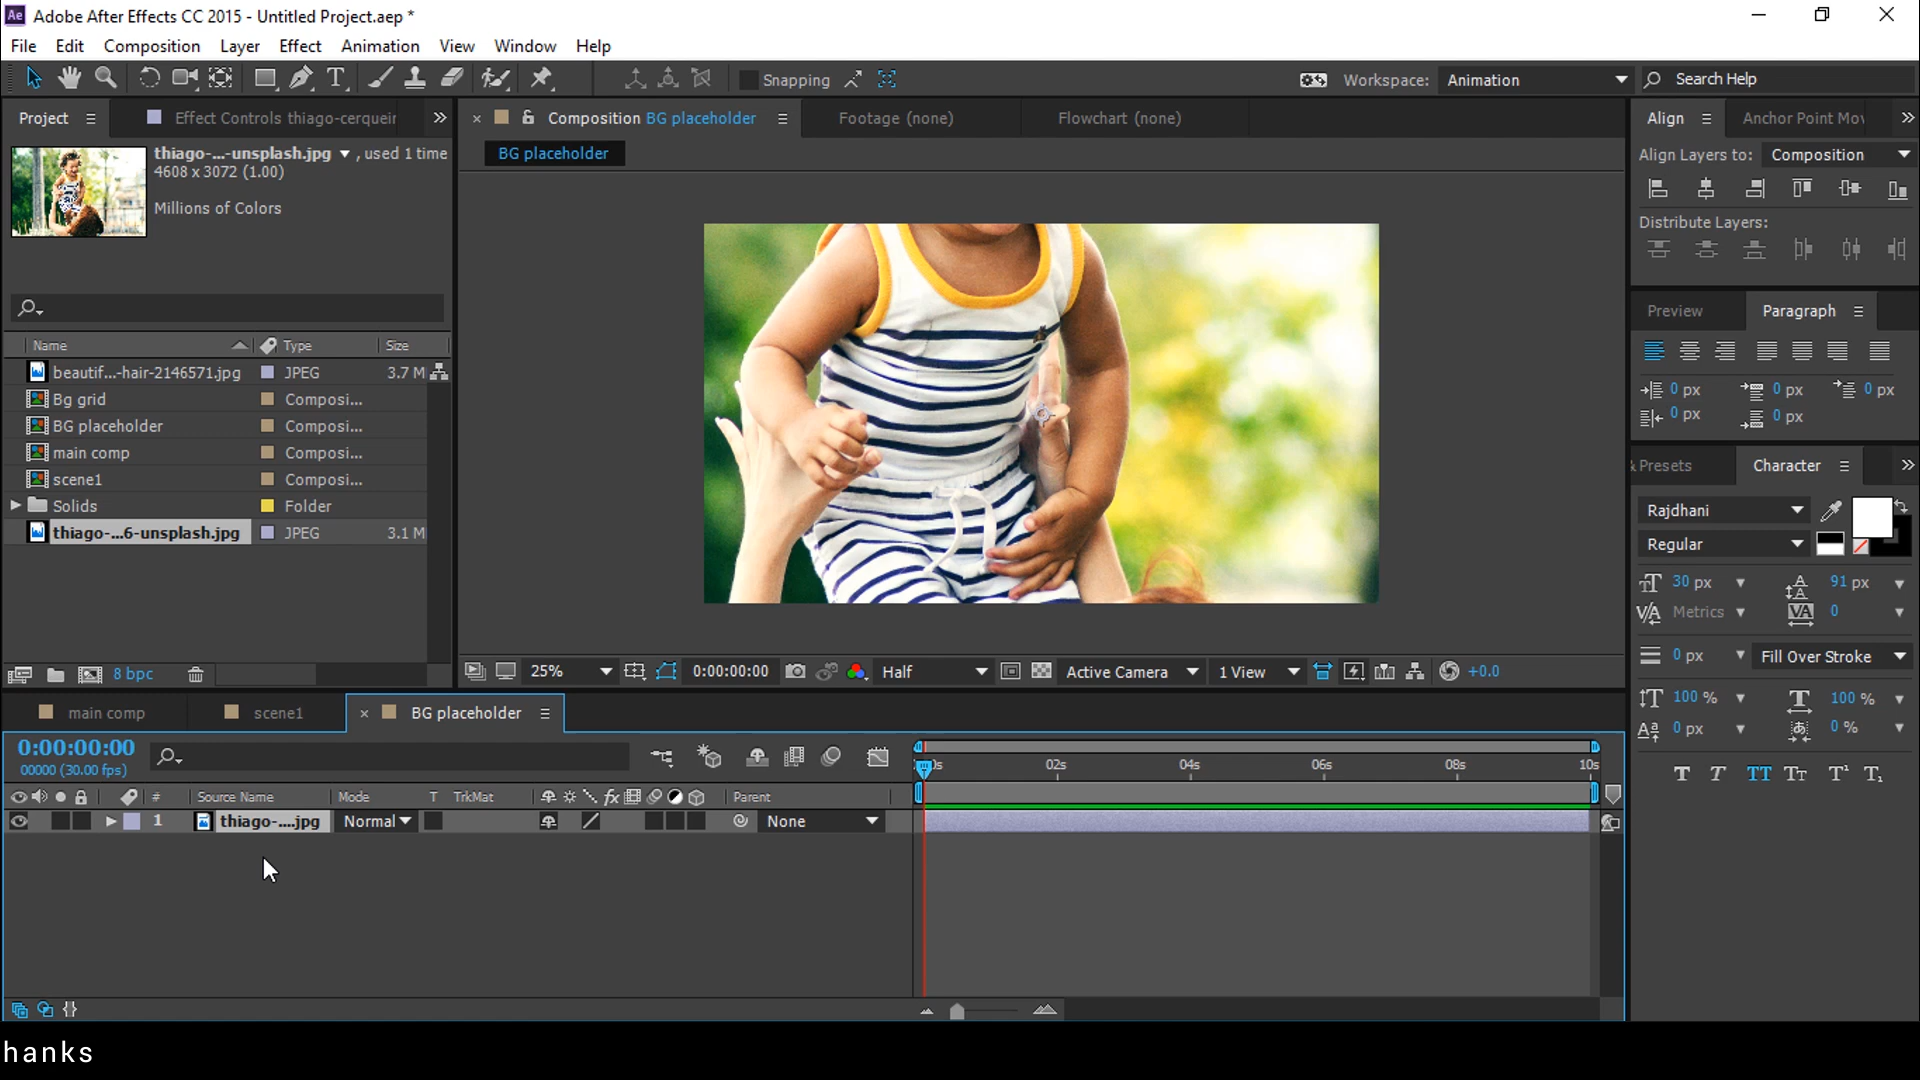 Ae Adobe After Effects CC 2015 - Untitled Project.aep *
File Edit Composition Layer Effect Animation View Window Help
Snapping Workspace: Animation Search Help
Project Effect Controls thiago-cerqueir
Composition BG placeholder Footage (none) Flowchart (none)
Align Anchor Point Mov
thiago-...-unsplash.jpg , used 1 time
4608 x 3072 (1.00)
Millions of Colors
BG placeholder
Align Layers to: Composition
Distribute Layers:
Preview Paragraph
Name Type Size
beautif...-hair-2146571.jpg JPEG 3.7 M
Bg grid Composi...
BG placeholder Composi...
main comp Composi...
scene1 Composi...
Solids Folder
thiago-...6-unsplash.jpg JPEG 3.1 M
0 px 0 px 0 px
0 px 0 px
& Presets Character
Rajdhani
Regular
30 px 91 px
Metrics 0
0 px Fill Over Stroke
100 % 100 %
0 px 0 %
T T TT TT T¹ T₁
8 bpc
25% 0:00:00:00 Half Active Camera 1 View +0.0
main comp scene1 BG placeholder
0:00:00:00
00000 (30.00 fps)
0s 02s 04s 06s 08s 10s
# Source Name Mode T TrkMat fx Parent
1 thiago-....jpg Normal None
hanks